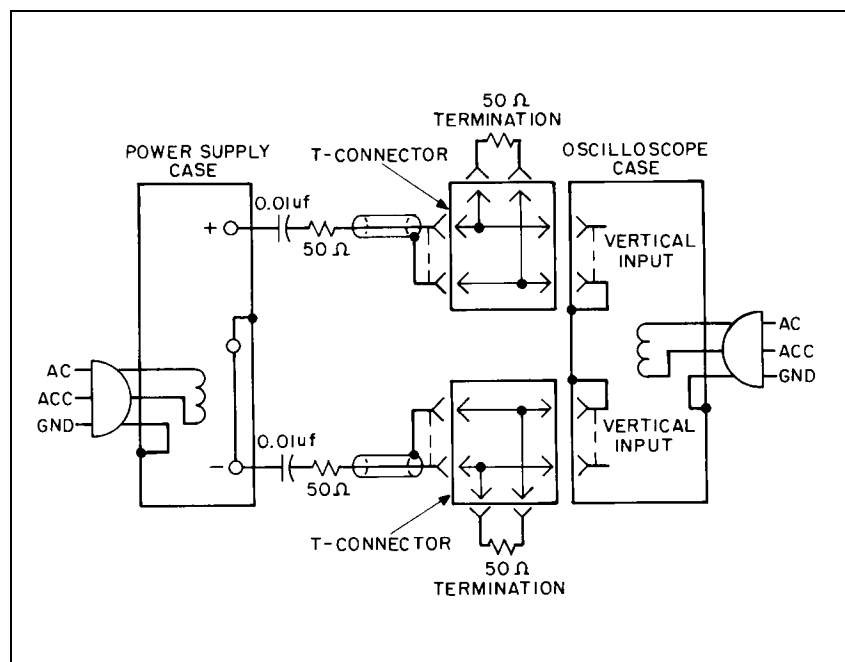 50 Ω
TERMINATION
T-CONNECTOR
POWER SUPPLY
CASE
OSCILLOSCOPE
CASE
0.01uf
+
50 Ω
VERTICAL
INPUT
AC
ACC
GND
AC
ACC
GND
0.01uf
VERTICAL
INPUT
-
50 Ω
T-CONNECTOR
50 Ω
TERMINATION